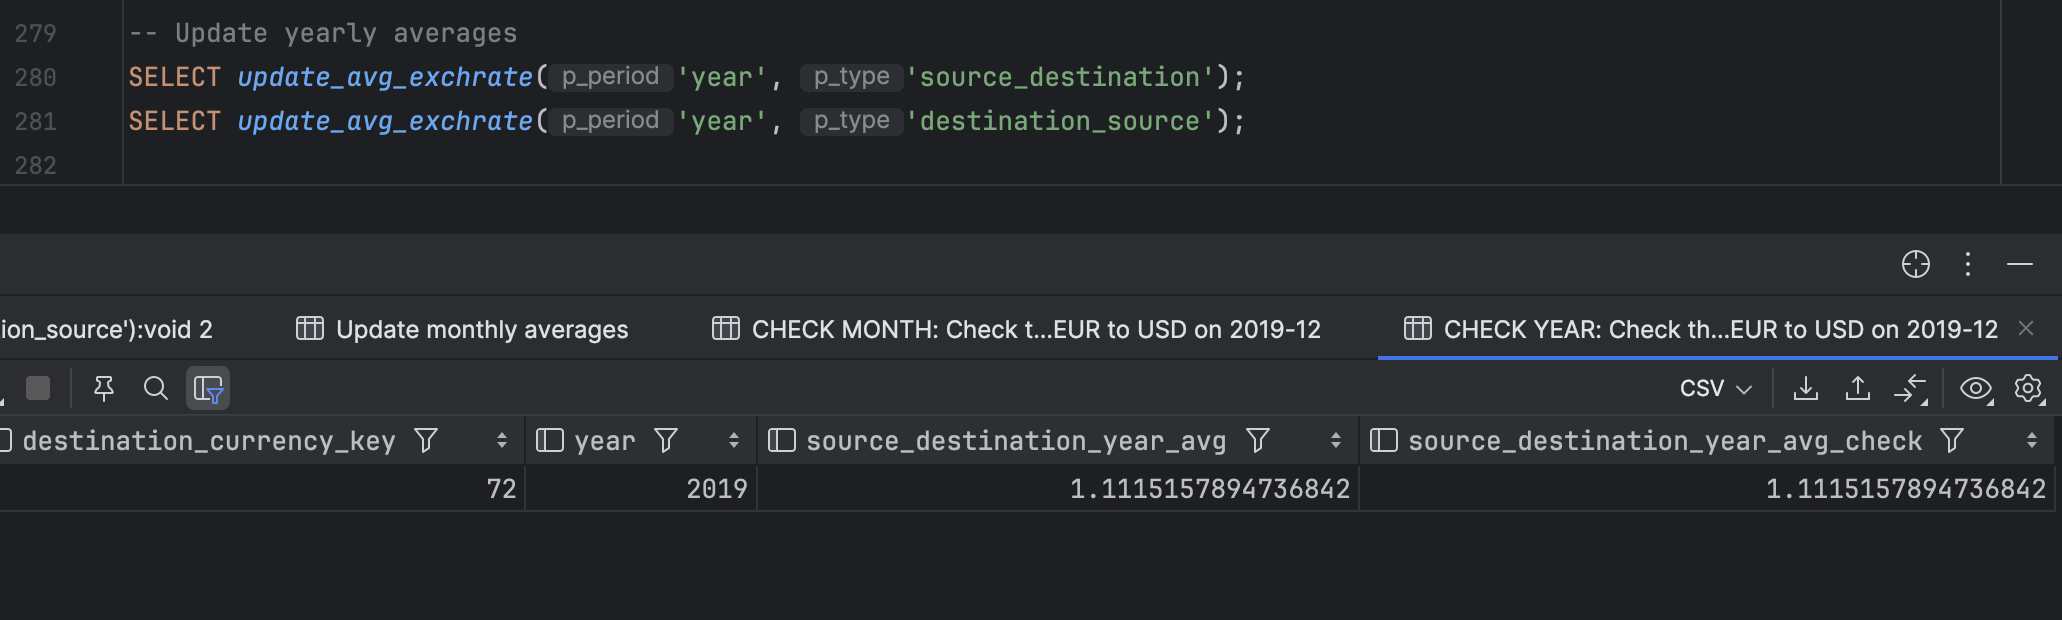 279 -- Update yearly averages
280 SELECT update_avg_exchrate( p_period 'year', p_type 'source_destination');
281 SELECT update_avg_exchrate( p_period 'year', p_type 'destination_source');
282
ion_source'):void 2 Update monthly averages CHECK MONTH: Check t...EUR to USD on 2019-12 CHECK YEAR: Check th...EUR to USD on 2019-12
CSV
destination_currency_key year source_destination_year_avg source_destination_year_avg_check
72 2019 1.1115157894736842 1.1115157894736842